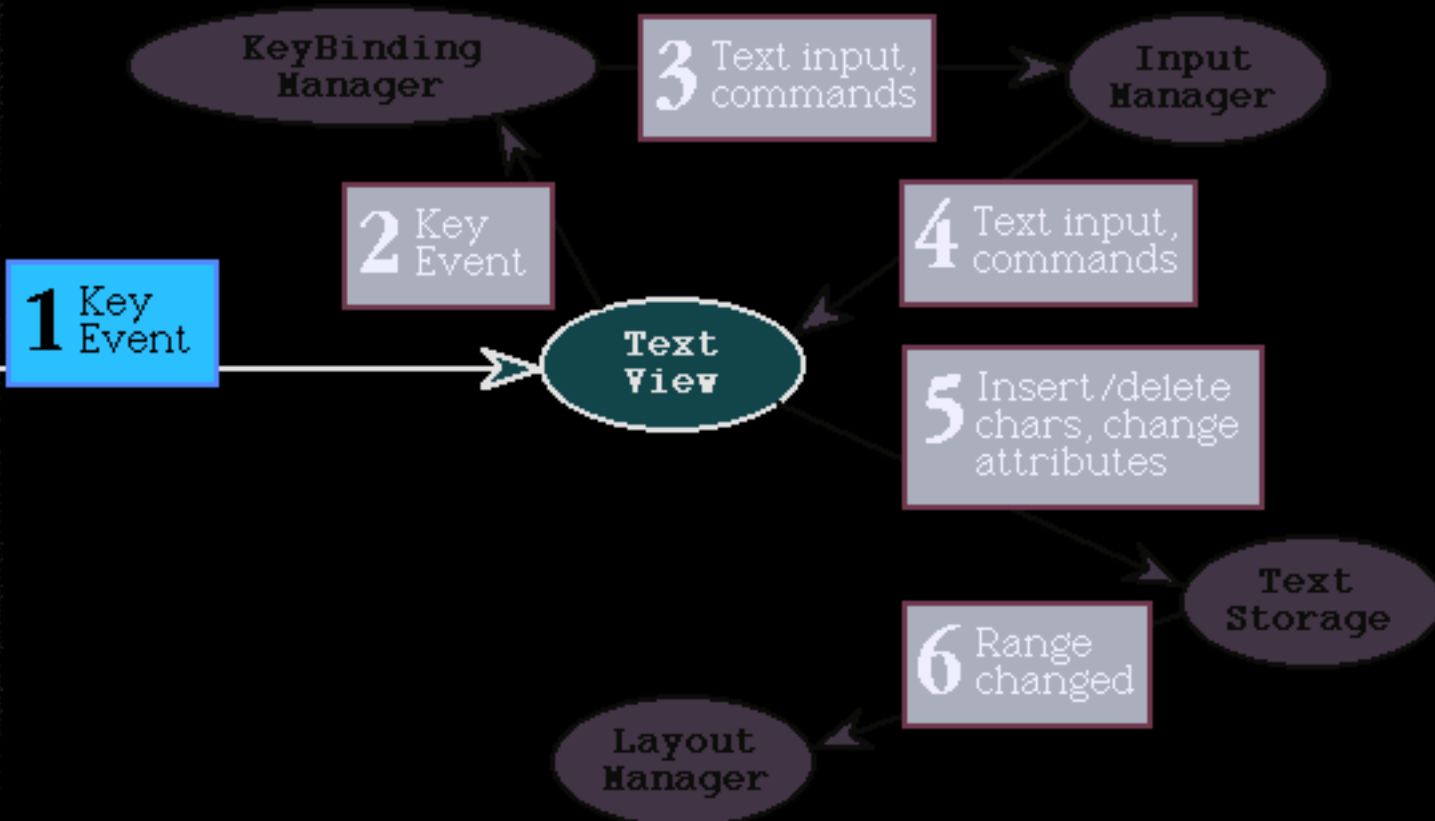 KeyBinding
Manager
3 Text input,
commands
Input
Manager
2 Key
Event
4 Text input,
commands
1 Key
Event
Text
View
5 Insert/delete
chars, change
attributes
Text
Storage
6 Range
changed
Layout
Manager